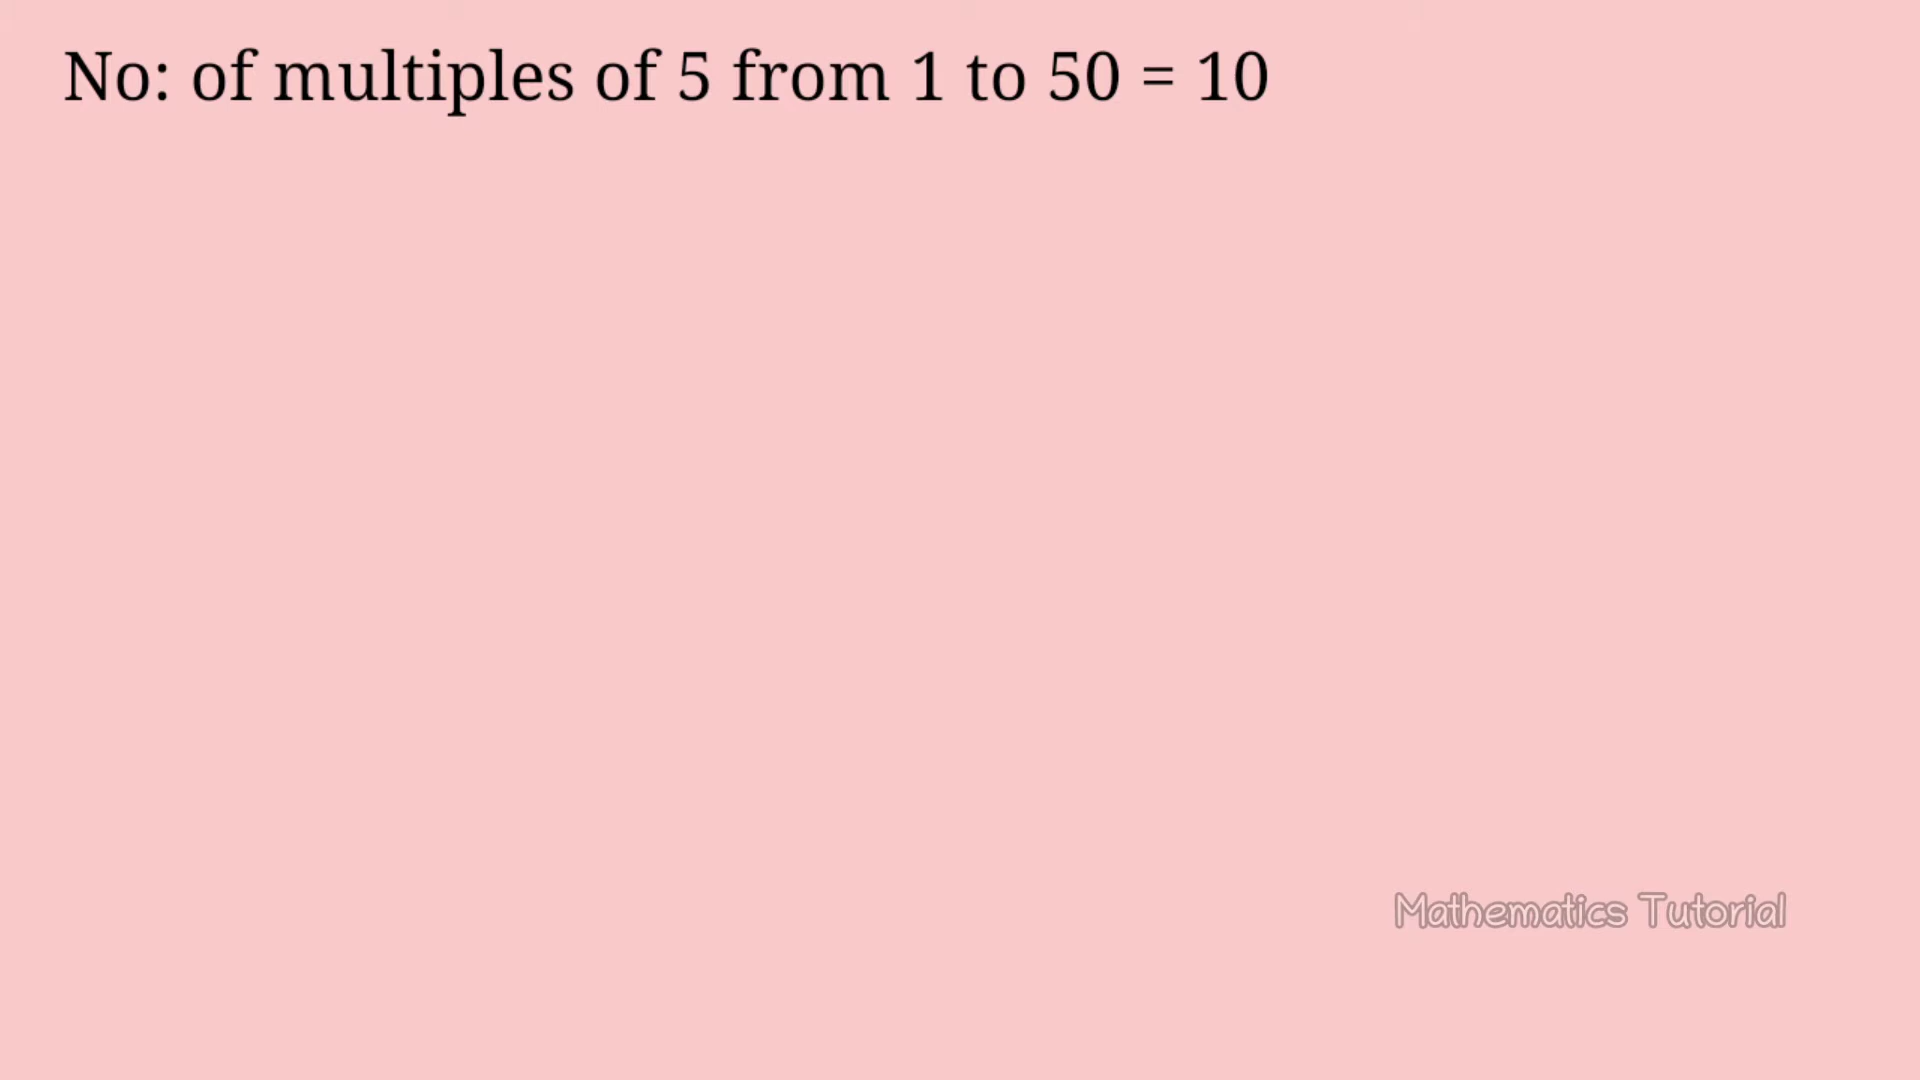 No: of multiples of 5 from 1 to 50 = 10
Mathematics Tutorial